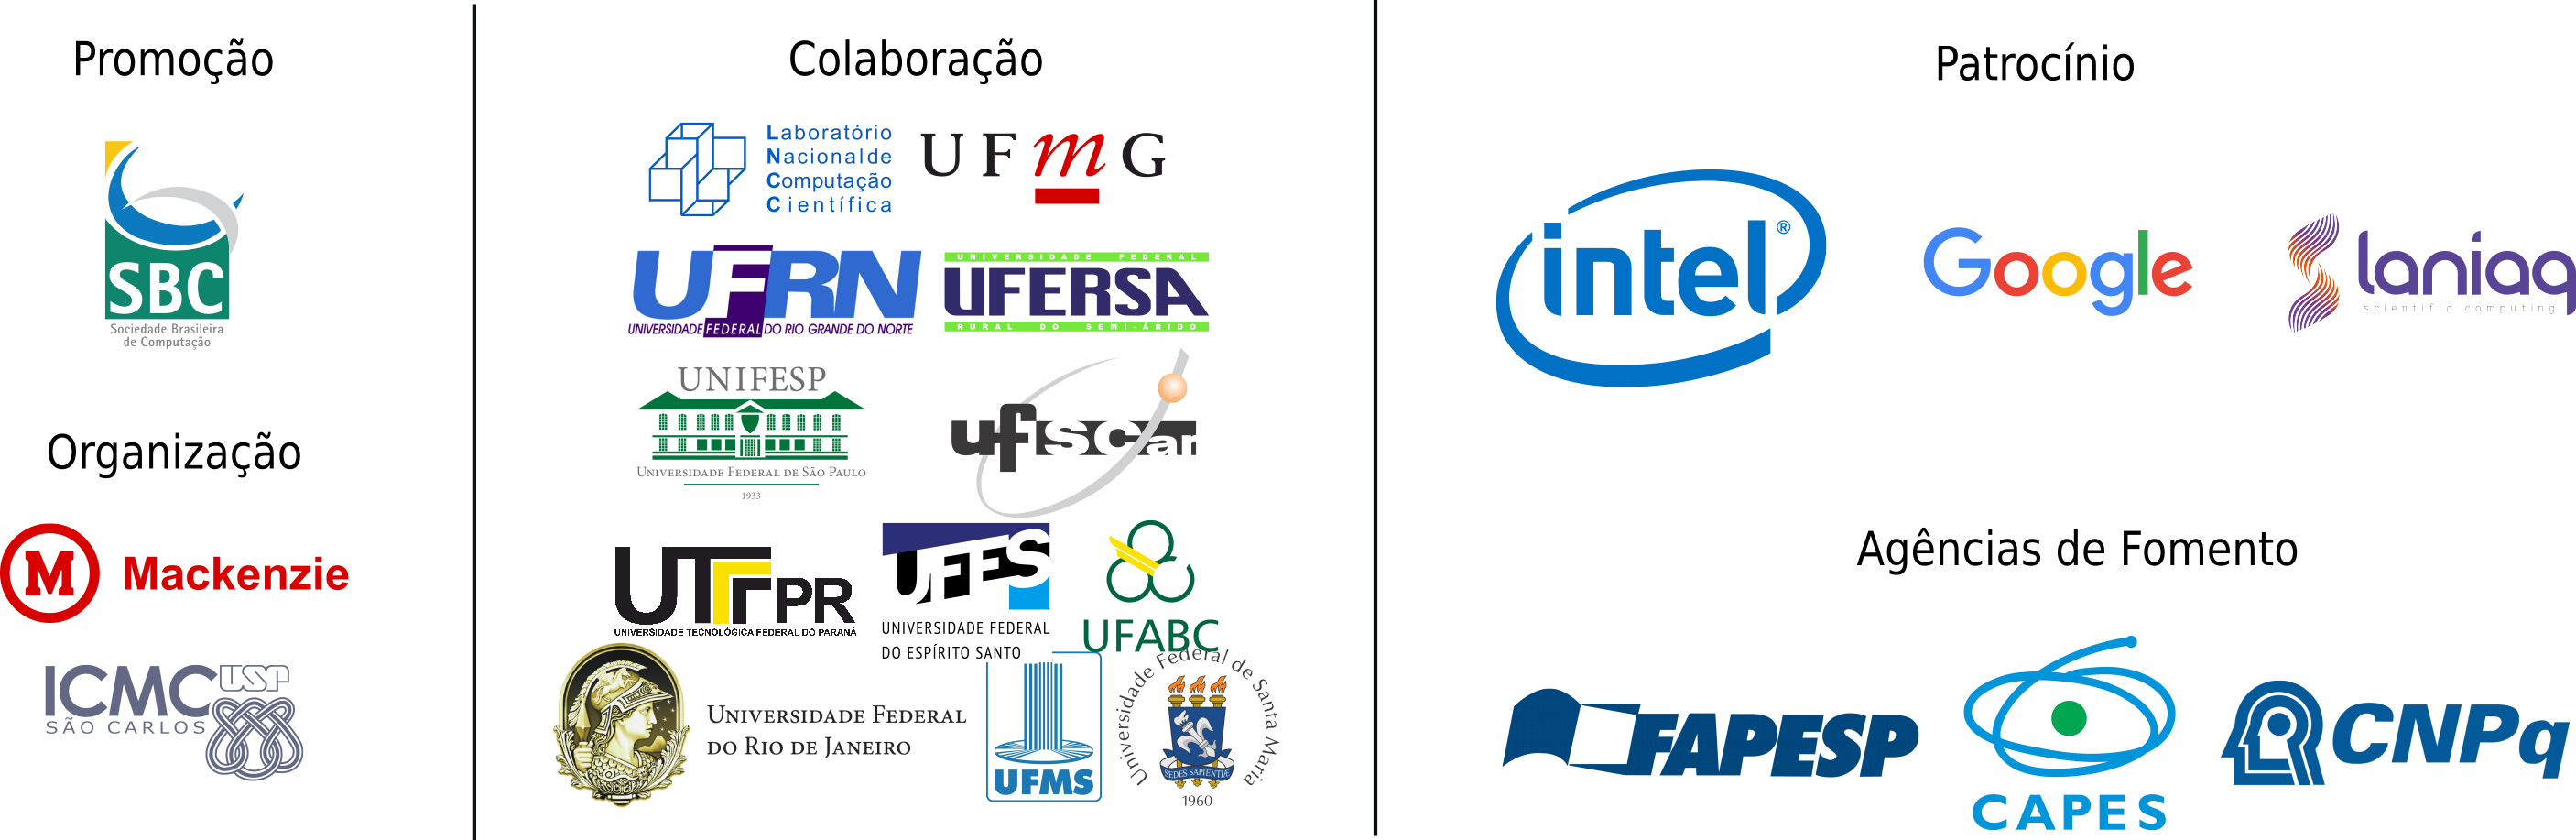 Promoção
SBC
Sociedade Brasileira
de Computação
Organização
M Mackenzie
ICMC USP
SÃO CARLOS
Colaboração
Laboratório
Nacional de
Computação
Científica
UFmG
UFRN
UNIVERSIDADE FEDERAL DO RIO GRANDE DO NORTE
UNIVERSIDADE FEDERAL
UFERSA
RURAL DO SEMI-ÁRIDO
UNIFESP
UNIVERSIDADE FEDERAL DE SÃO PAULO
1933
ufscar
UTFPR
UNIVERSIDADE TECNOLÓGICA FEDERAL DO PARANÁ
UFES
UNIVERSIDADE FEDERAL
DO ESPÍRITO SANTO
UFABC
UNIVERSIDADE FEDERAL
DO RIO DE JANEIRO
UFMS
Universidade Federal de Santa Maria
SEDES SAPIENTIÆ
1960
Patrocínio
intel®
Google
laniaq
scientific computing
Agências de Fomento
FAPESP
CAPES
CNPq